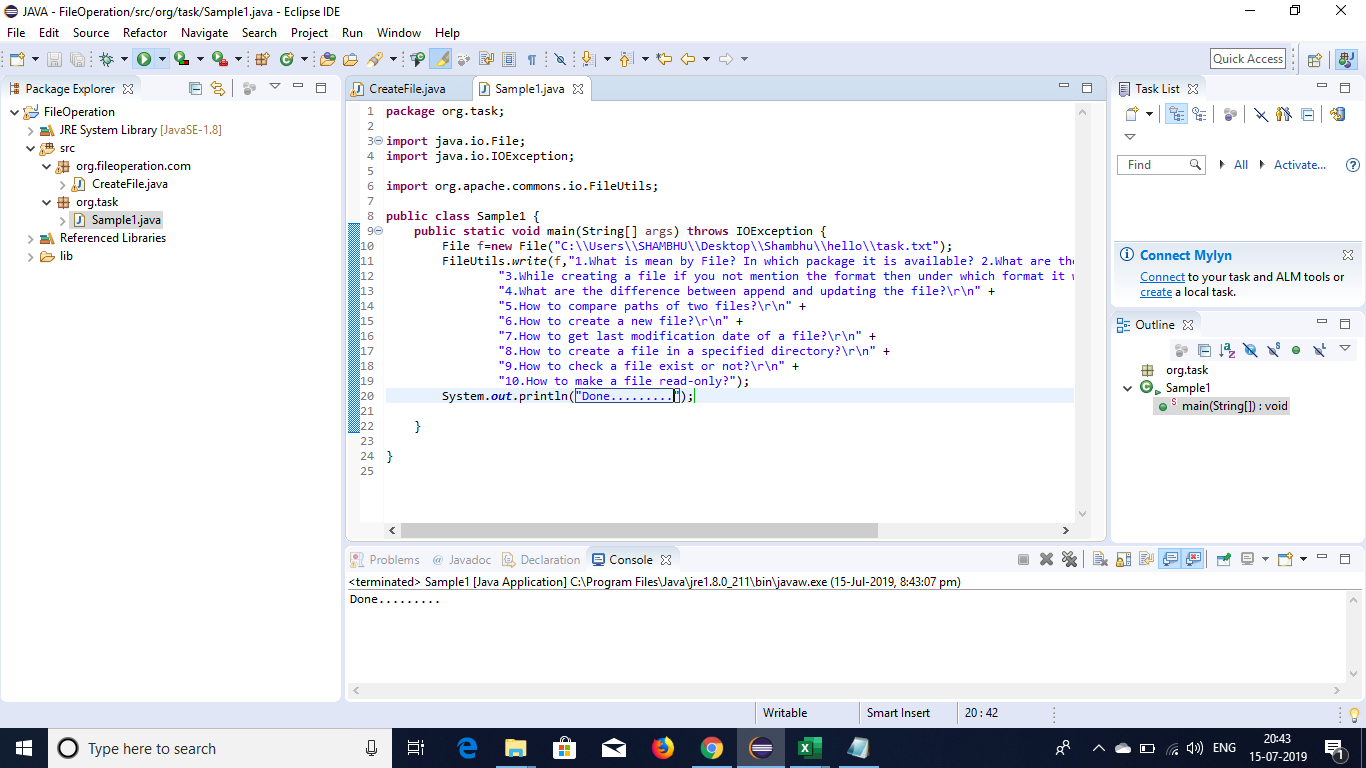 JAVA - FileOperation/src/org/task/Sample1.java - Eclipse IDE
File Edit Source Refactor Navigate Search Project Run Window Help
Quick Access
Package Explorer
FileOperation
JRE System Library [JavaSE-1.8]
src
org.fileoperation.com
CreateFile.java
org.task
Sample1.java
Referenced Libraries
lib
CreateFile.java Sample1.java
1 package org.task;
2
3 import java.io.File;
4 import java.io.IOException;
5
6 import org.apache.commons.io.FileUtils;
7
8 public class Sample1 {
9 public static void main(String[] args) throws IOException {
10 File f=new File("C:\\Users\\SHAMBHU\\Desktop\\Shambhu\\hello\\task.txt");
11 FileUtils.write(f,"1.What is mean by File? In which package it is available? 2.What are the
12 "3.While creating a file if you not mention the format then under which format it w
13 "4.What are the difference between append and updating the file?\r\n" +
14 "5.How to compare paths of two files?\r\n" +
15 "6.How to create a new file?\r\n" +
16 "7.How to get last modification date of a file?\r\n" +
17 "8.How to create a file in a specified directory?\r\n" +
18 "9.How to check a file exist or not?\r\n" +
19 "10.How to make a file read-only?");
20 System.out.println("Done.........");
21
22 }
23
24 }
25
Task List
Find All Activate...
Connect Mylyn
Connect to your task and ALM tools or
create a local task.
Outline
org.task
Sample1
main(String[]) : void
Problems Javadoc Declaration Console
<terminated> Sample1 [Java Application] C:\Program Files\Java\jre1.8.0_211\bin\javaw.exe (15-Jul-2019, 8:43:07 pm)
Done.........
Writable Smart Insert 20 : 42
Type here to search
ENG
20:43
15-07-2019
1